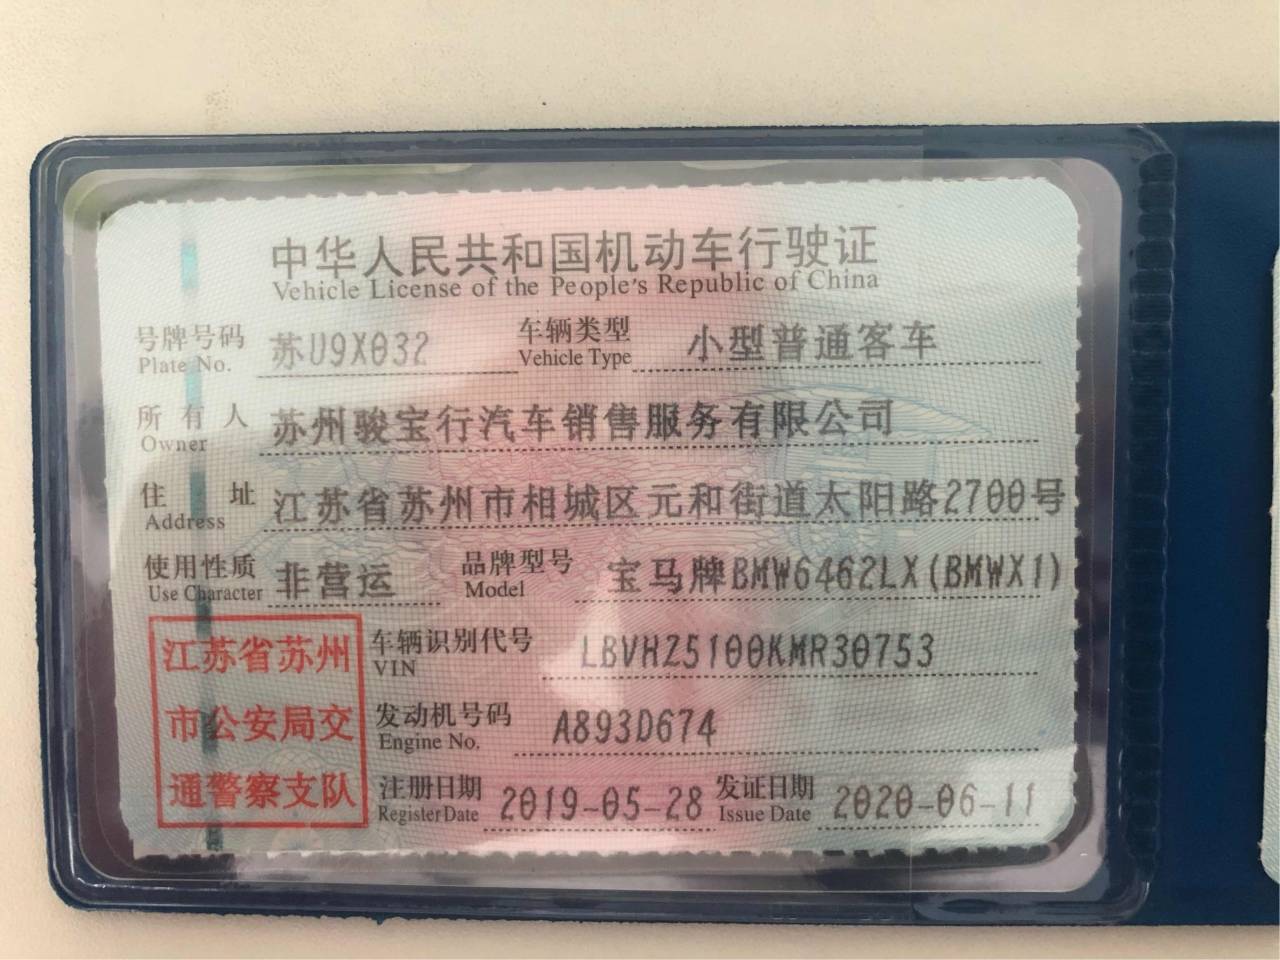 中华人民共和国机动车行驶证
Vehicle License of the People's Republic of China
号牌号码 苏U9X032 车辆类型 小型普通客车
Plate No. Vehicle Type
所有人 苏州骏宝行汽车销售服务有限公司
Owner
住址 江苏省苏州市相城区元和街道太阳路2700号
Address
使用性质 非营运 品牌型号 宝马牌BMW6462LX(BMWX1)
Use Character Model
江苏省苏州
市公安局交
通警察支队
车辆识别代号 LBVHZ5100KMR30753
VIN
发动机号码 A893D674
Engine No.
注册日期 2019-05-28 发证日期 2020-06-11
Register Date Issue Date